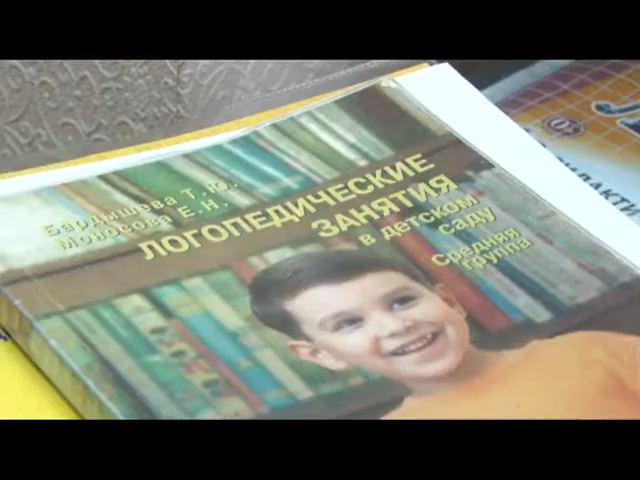 Бардышева Т.Ю.
Моносова Е.Н.
ЛОГОПЕДИЧЕСКИЕ
ЗАНЯТИЯ
в детском
саду
Средняя
группа